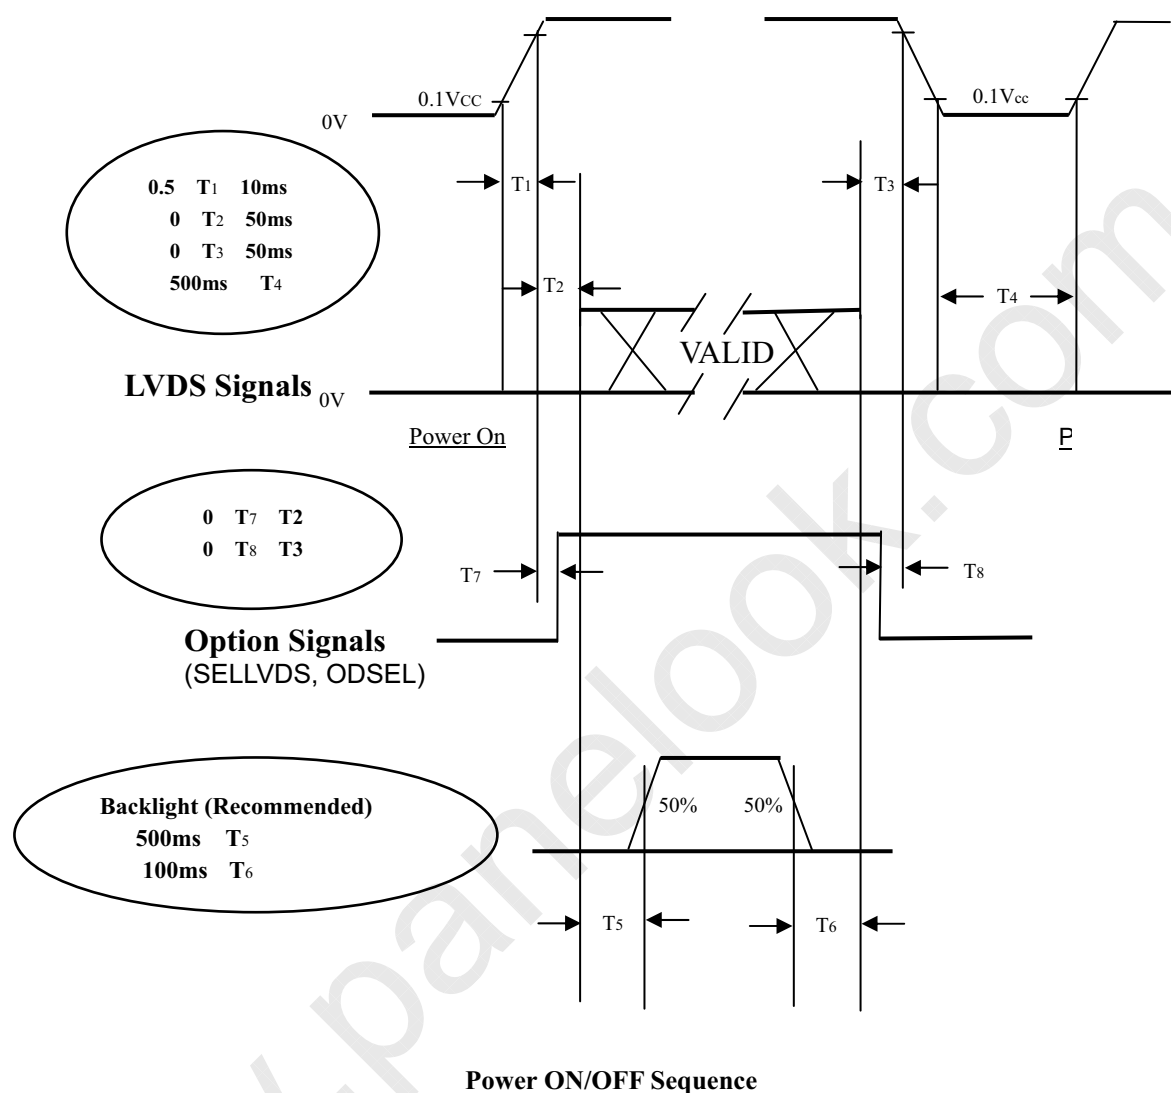 0.1VCC
0.1Vcc
0V
0.5 T1 10ms
0 T2 50ms
0 T3 50ms
500ms T4
T1
T3
T2
T4
VALID
LVDS Signals 0V
Power On
P
0 T7 T2
0 T8 T3
T7
T8
Option Signals
(SELLVDS, ODSEL)
Backlight (Recommended)
500ms T5
100ms T6
50% 50%
T5
T6
Power ON/OFF Sequence
.panelook.com